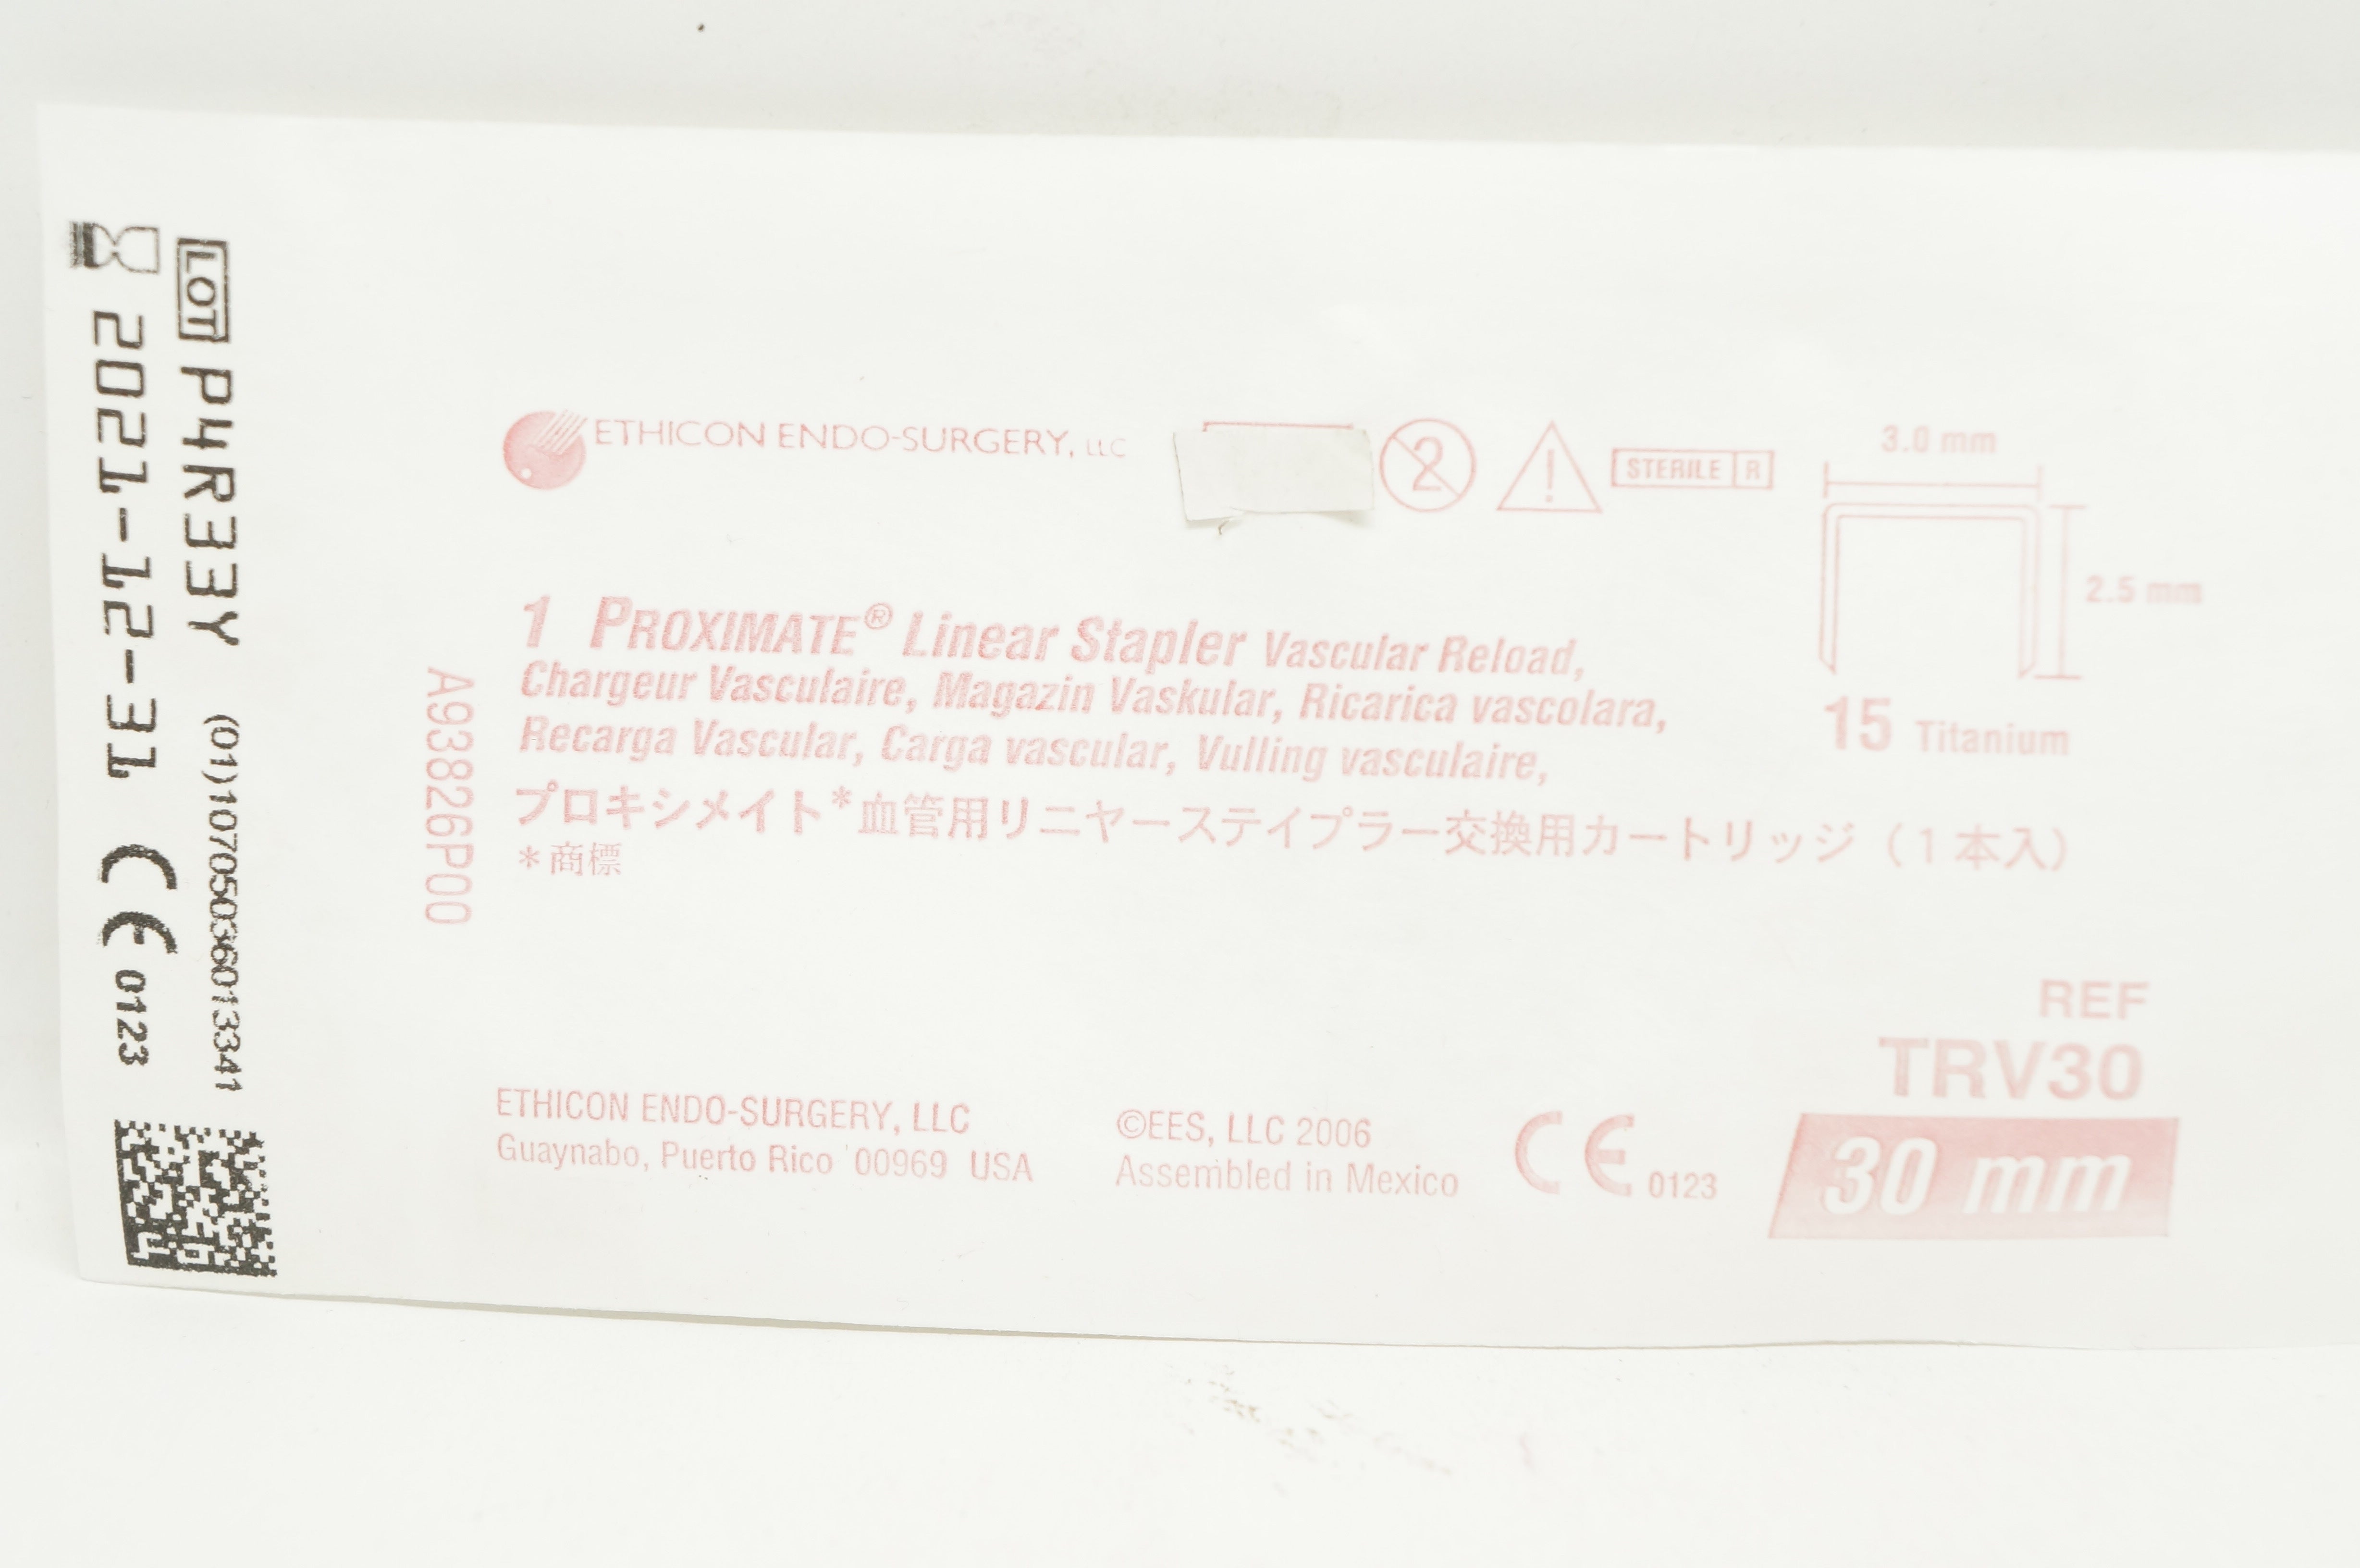 LOT P4R33Y (01)10705036013341
2021-12-31 CE 0123
A93826P00
ETHICON ENDO-SURGERY, LLC
2
STERILE R
3.0 mm
2.5 mm
15 Titanium
1 PROXIMATE® Linear Stapler Vascular Reload,
Chargeur Vasculaire, Magazin Vaskular, Ricarica vascolara,
Recarga Vascular, Carga vascular, Vulling vasculaire,
プロキシメイト*血管用リニヤーステイプラー交換用カートリッジ（1本入）
*商標
REF
TRV30
30 mm
ETHICON ENDO-SURGERY, LLC
Guaynabo, Puerto Rico 00969 USA
©EES, LLC 2006
Assembled in Mexico
CE 0123